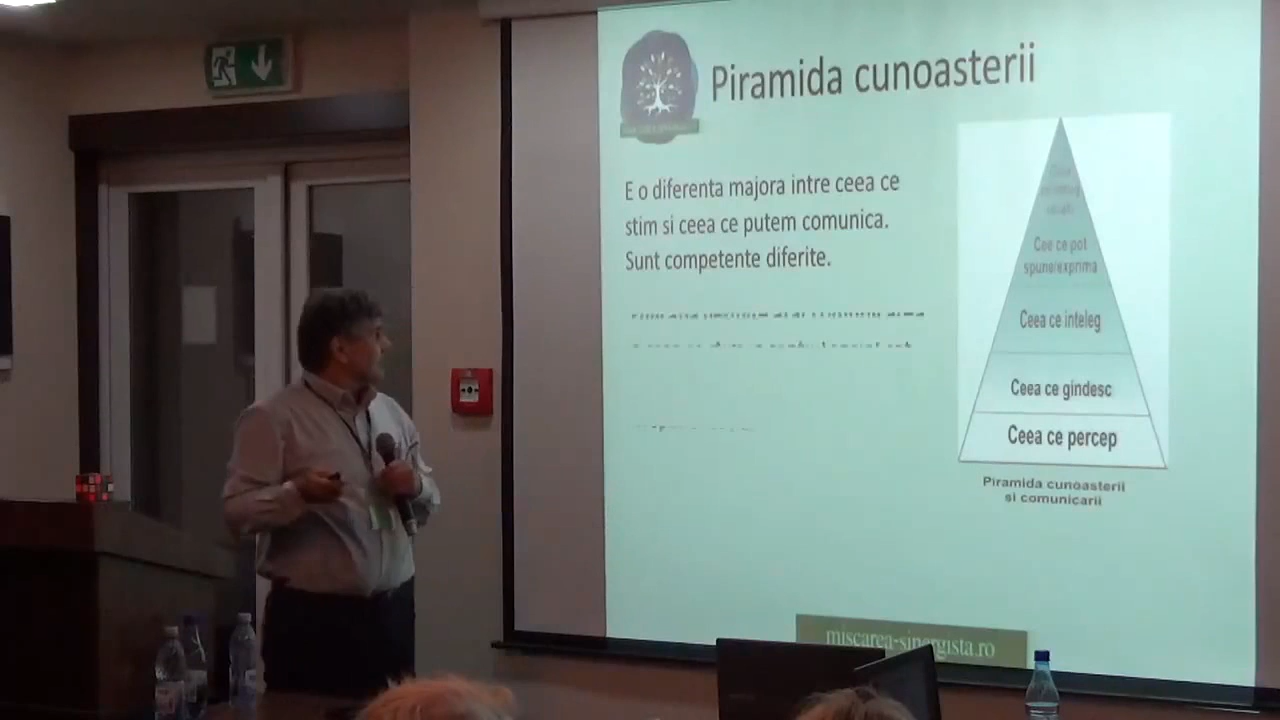 Piramida cunoasterii
E o diferenta majora intre ceea ce
stim si ceea ce putem comunica.
Sunt competente diferite.
Cee ce pot
spune/exprima
Ceea ce inteleg
Ceea ce gindesc
Ceea ce percep
Piramida cunoasterii
si comunicarii
miscarea-sinergista.ro